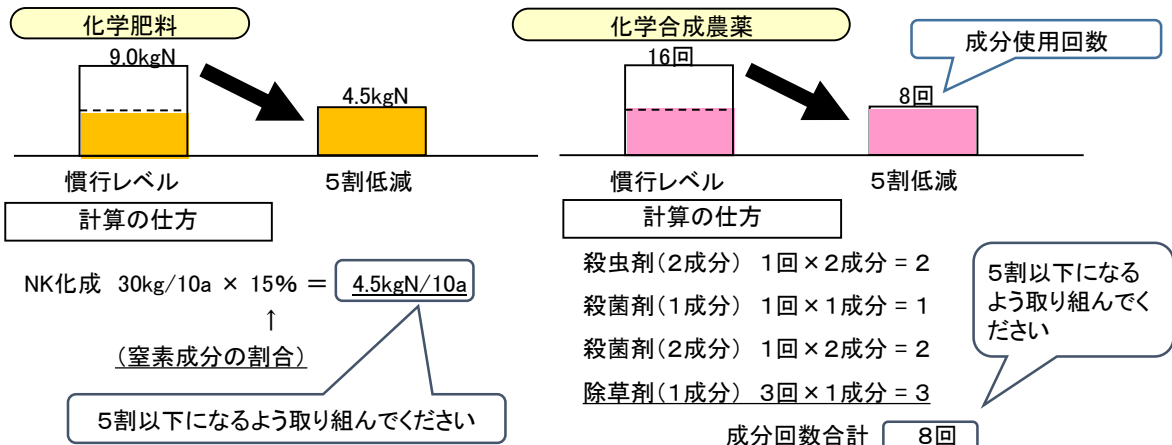 化学肥料
9.0kgN
4.5kgN
慣行レベル
5割低減
計算の仕方
NK化成 30kg/10a × 15% = 4.5kgN/10a
↑
(窒素成分の割合)
5割以下になるよう取り組んでください
化学合成農薬
16回
8回
成分使用回数
慣行レベル
5割低減
計算の仕方
殺虫剤(2成分) 1回×2成分=2
殺菌剤(1成分) 1回×1成分=1
殺菌剤(2成分) 1回×2成分=2
除草剤(1成分) 3回×1成分=3
成分回数合計 8回
5割以下になる
よう取り組んでく
ださい